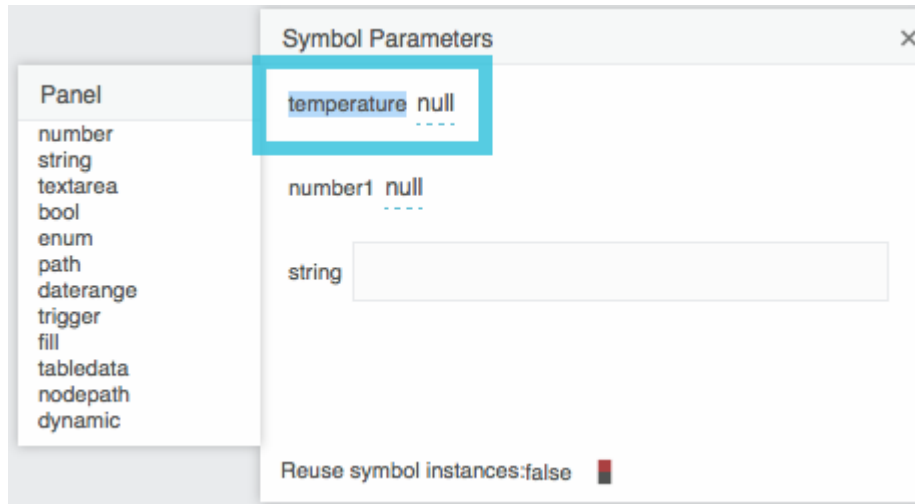 Symbol Parameters
Panel
temperature null
number
string
textarea
bool
enum
path
daterange
trigger
fill
tabledata
nodepath
dynamic
number1 null
string
Reuse symbol instances:false